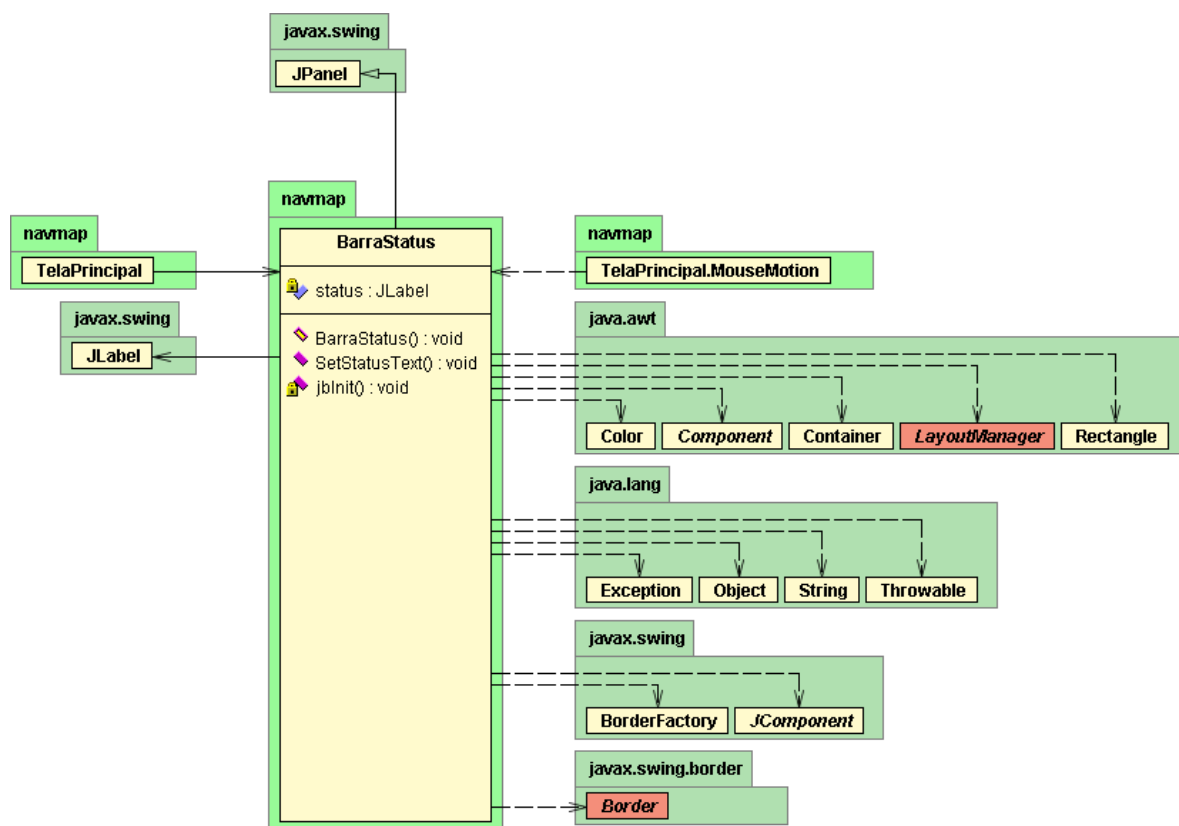 javax.swing
JPanel
navmap
BarraStatus
status : JLabel
BarraStatus() : void
SetStatusText() : void
jbInit() : void
navmap
TelaPrincipal
javax.swing
JLabel
navmap
TelaPrincipal.MouseMotion
java.awt
Color Component Container LayoutManager Rectangle
java.lang
Exception Object String Throwable
javax.swing
BorderFactory JComponent
javax.swing.border
Border